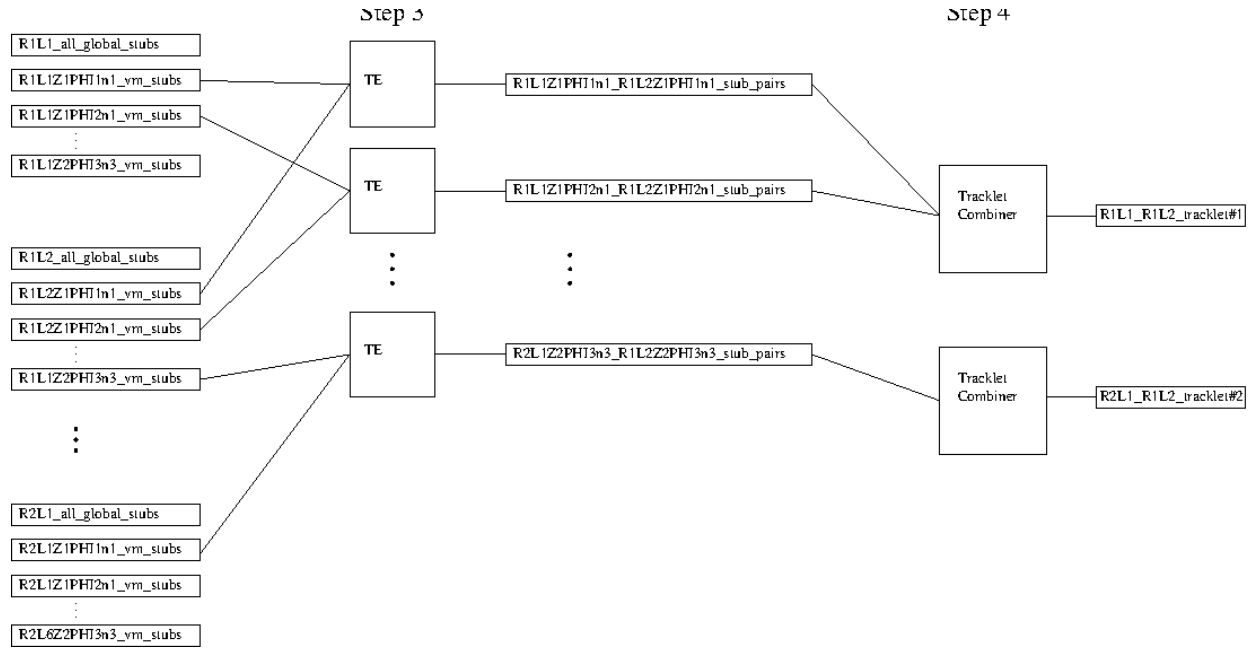 Step 3
Step 4
R1L1_all_global_stubs
R1L1Z1PHI1n1_vm_stubs
R1L1Z1PHI2n1_vm_stubs
R1L1Z2PHI3n3_vm_stubs
R1L2_all_global_stubs
R1L2Z1PHI1n1_vm_stubs
R1L2Z1PHI2n1_vm_stubs
R1L1Z2PHI3n3_vm_stubs
R2L1_all_global_stubs
R2L1Z1PHI1n1_vm_stubs
R2L1Z1PHI2n1_vm_stubs
R2L6Z2PHI3n3_vm_stubs
TE
TE
TE
R1L1Z1PHI1n1_R1L2Z1PHI1n1_stub_pairs
R1L1Z1PHI2n1_R1L2Z1PHI2n1_stub_pairs
R2L1Z2PHI3n3_R1L2Z2PHI3n3_stub_pairs
Tracklet
Combiner
Tracklet
Combiner
R1L1_R1L2_tracklet#1
R2L1_R1L2_tracklet#2